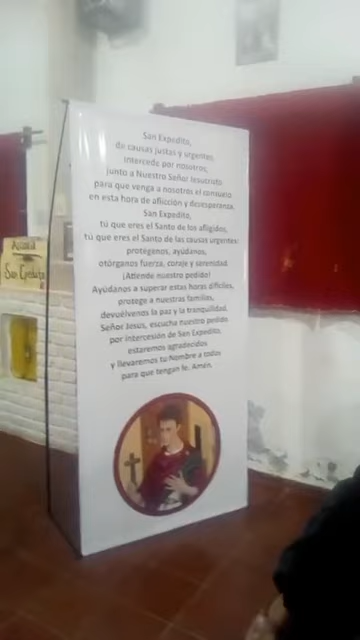 San Expedito,
de causas justas y urgentes,
intercede por nosotros,
junto a Nuestro Señor Jesucristo
para que venga a nosotros el consuelo
en esta hora de aflicción y desesperanza.
San Expedito,
tú que eres el Santo de los afligidos,
tú que eres el Santo de las causas urgentes:
protégenos, ayúdanos,
otórganos fuerza, coraje y serenidad.
¡Atiende nuestro pedido!
Ayúdanos a superar estas horas difíciles,
protege a nuestras familias,
devuélvenos la paz y la tranquilidad.
Señor Jesús, escucha nuestro pedido
por intercesión de San Expedito,
estaremos agradecidos
y llevaremos tu Nombre a todos
para que tengan fe. Amén.
San Expedito